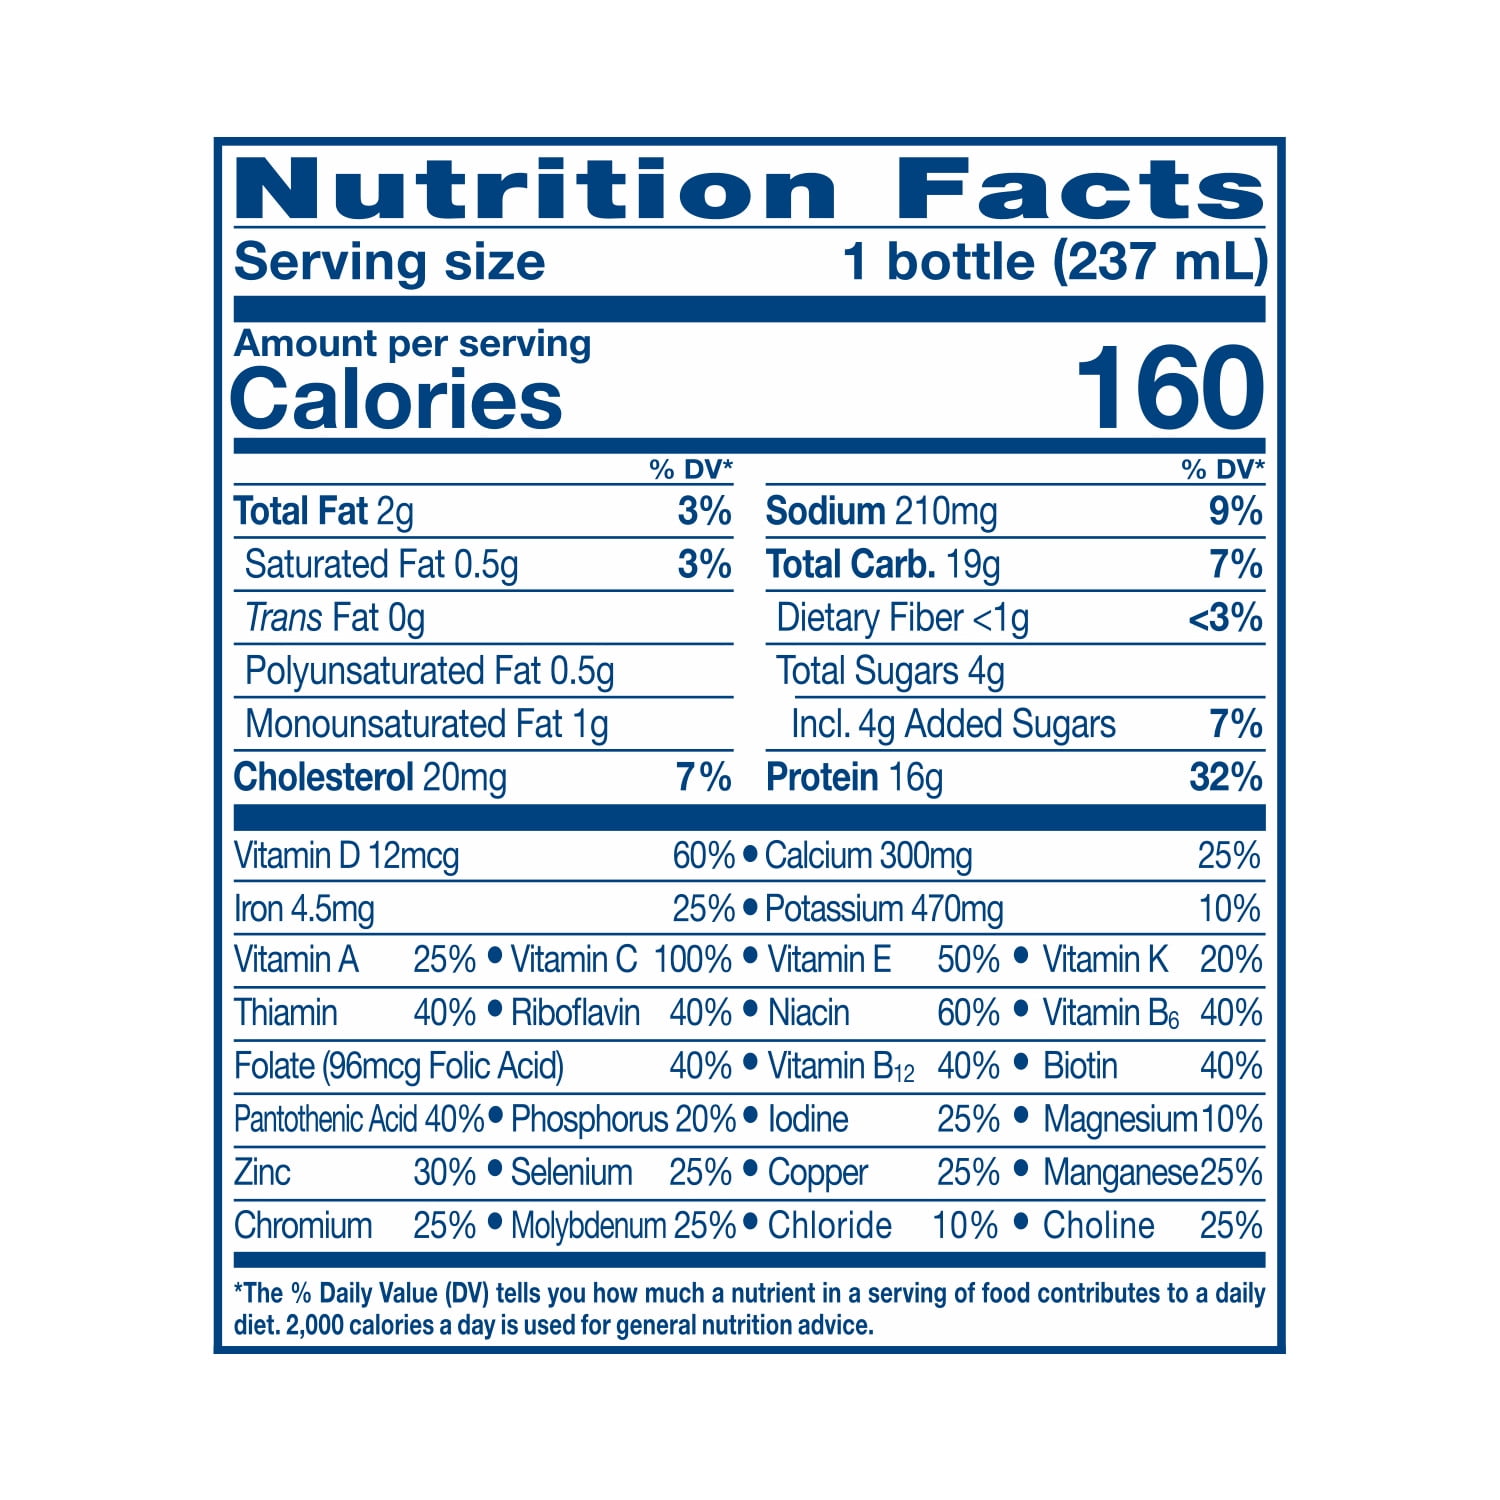 Nutrition Facts
Serving size 1 bottle (237 mL)
Amount per serving
Calories 160
% DV* % DV*
Total Fat 2g 3% Sodium 210mg 9%
Saturated Fat 0.5g 3% Total Carb. 19g 7%
Trans Fat 0g Dietary Fiber <1g <3%
Polyunsaturated Fat 0.5g Total Sugars 4g
Monounsaturated Fat 1g Incl. 4g Added Sugars 7%
Cholesterol 20mg 7% Protein 16g 32%
Vitamin D 12mcg 60% • Calcium 300mg 25%
Iron 4.5mg 25% • Potassium 470mg 10%
Vitamin A 25% • Vitamin C 100% • Vitamin E 50% • Vitamin K 20%
Thiamin 40% • Riboflavin 40% • Niacin 60% • Vitamin B6 40%
Folate (96mcg Folic Acid) 40% • Vitamin B12 40% • Biotin 40%
Pantothenic Acid 40% • Phosphorus 20% • Iodine 25% • Magnesium 10%
Zinc 30% • Selenium 25% • Copper 25% • Manganese 25%
Chromium 25% • Molybdenum 25% • Chloride 10% • Choline 25%
*The % Daily Value (DV) tells you how much a nutrient in a serving of food contributes to a daily
diet. 2,000 calories a day is used for general nutrition advice.